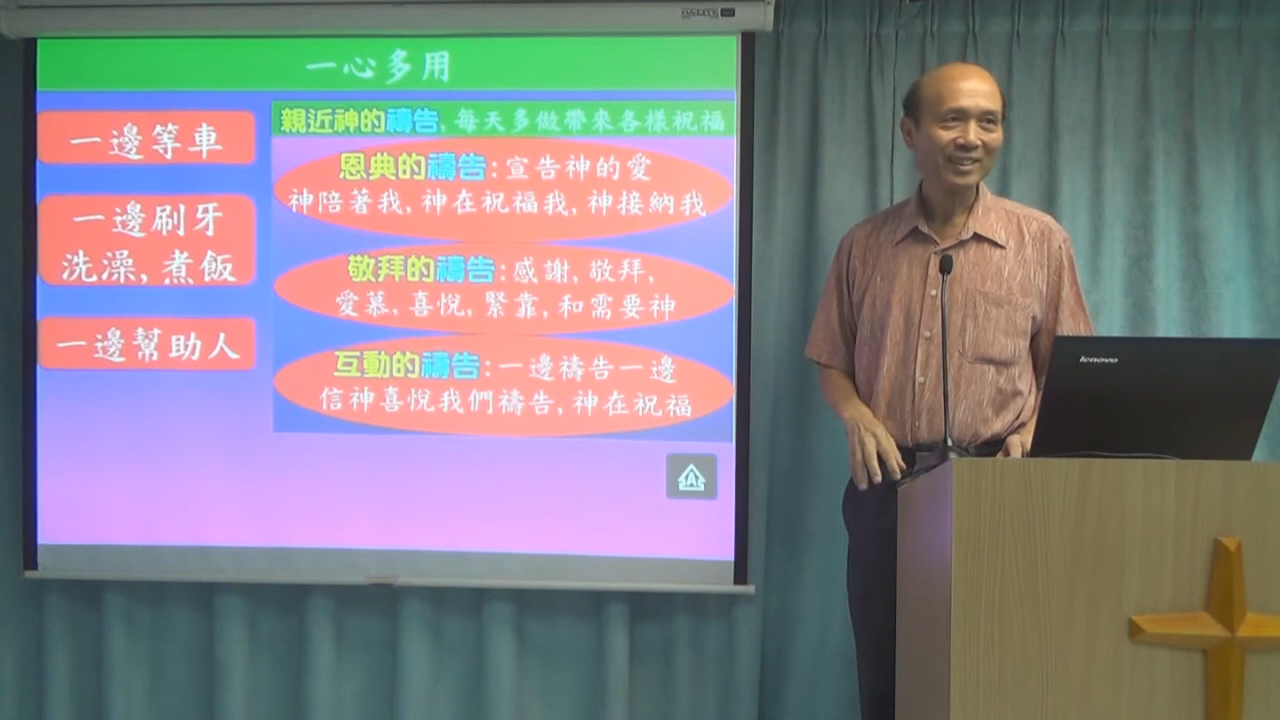 一心多用
一邊等車
一邊刷牙
洗澡, 煮飯
一邊幫助人
親近神的禱告, 每天多做帶來各樣祝福
恩典的禱告: 宣告神的愛
神陪著我, 神在祝福我, 神接納我
敬拜的禱告: 感謝, 敬拜,
愛慕, 喜悅, 緊靠, 和需要神
互動的禱告: 一邊禱告一邊
信神喜悅我們禱告, 神在祝福
A
lenovo